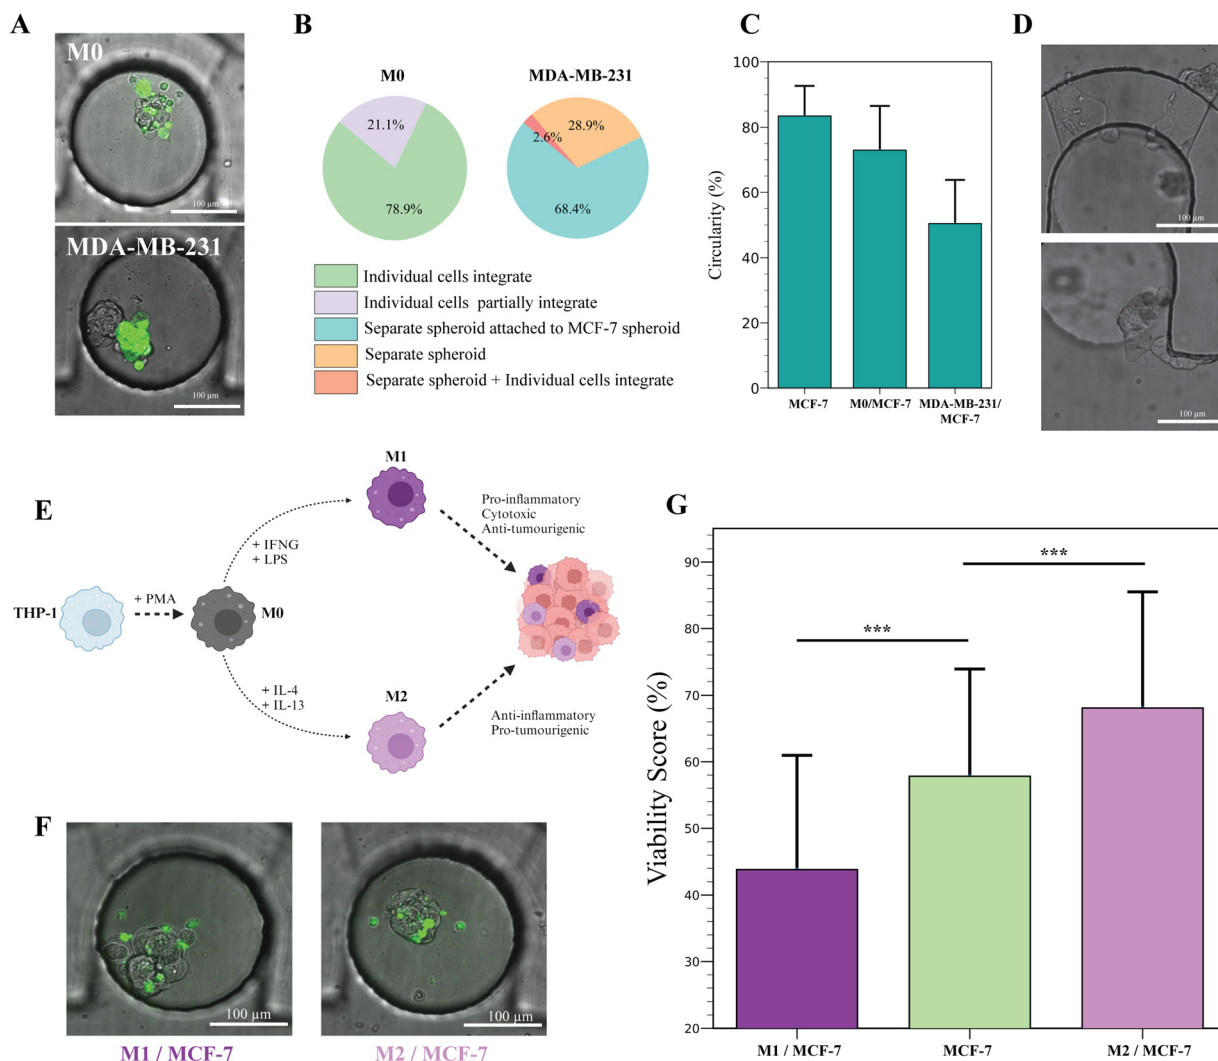 A
M0
100 µm
MDA-MB-231
100 µm
B
M0
21.1%
78.9%
MDA-MB-231
28.9%
2.6%
68.4%
Individual cells integrate
Individual cells partially integrate
Separate spheroid attached to MCF-7 spheroid
Separate spheroid
Separate spheroid + Individual cells integrate
C
Circularity (%)
100
80
60
40
20
0
MCF-7
M0/MCF-7
MDA-MB-231/
MCF-7
D
100 µm
100 µm
E
THP-1
+ PMA
M0
+ IFNG
+ LPS
M1
Pro-inflammatory
Cytotoxic
Anti-tumourigenic
+ IL-4
+ IL-13
M2
Anti-inflammatory
Pro-tumourigenic
F
100 µm
M1 / MCF-7
100 µm
M2 / MCF-7
G
Viability Score (%)
90
80
70
60
50
40
30
20
***
***
M1 / MCF-7
MCF-7
M2 / MCF-7